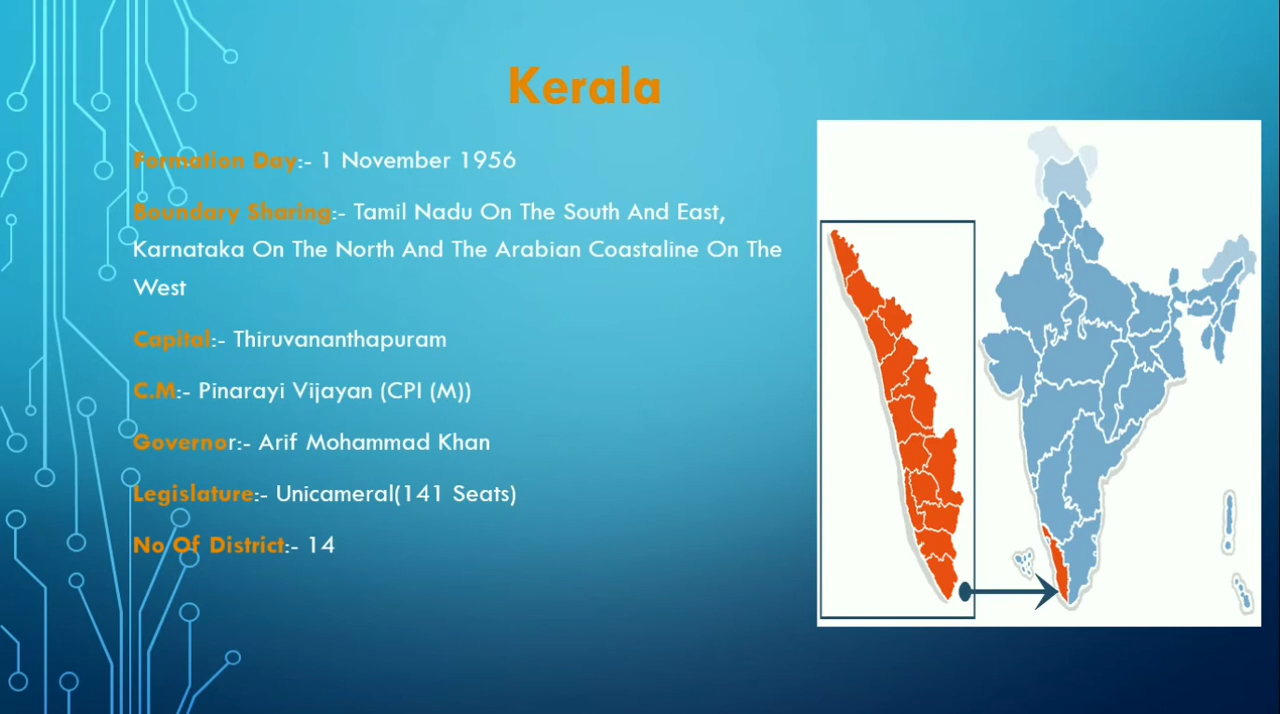 Kerala
Formation Day:- 1 November 1956
Boundary Sharing:- Tamil Nadu On The South And East,
Karnataka On The North And The Arabian Coastaline On The
West
Capital:- Thiruvananthapuram
C.M:- Pinarayi Vijayan (CPI (M))
Governor:- Arif Mohammad Khan
Legislature:- Unicameral(141 Seats)
No Of District:- 14